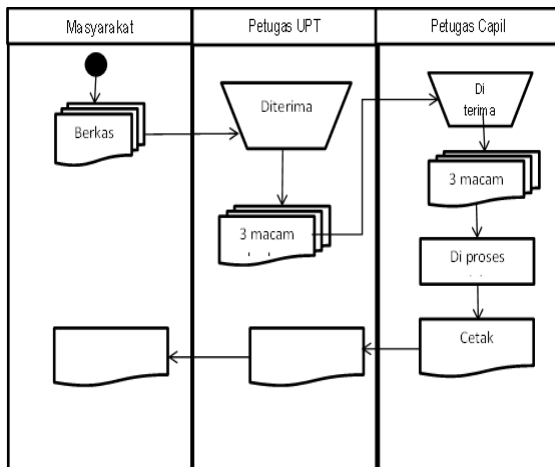 Masyarakat
Petugas UPT
Petugas Capil
Berkas
Diterima
3 macam
Di
terima
3 macam
Di proses
Cetak